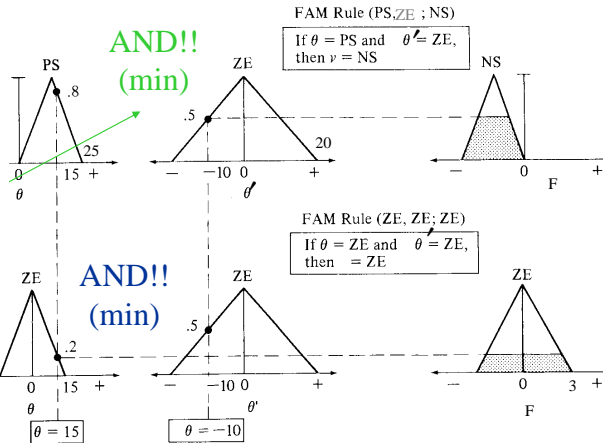 FAM Rule (PS,ZE ; NS)
If θ = PS and θ′ = ZE,
then v = NS
AND!!
(min)
PS
.8
25
0 15 +
θ
ZE
.5
20
− −10 0 +
θ′
NS
− 0
F
FAM Rule (ZE, ZE; ZE)
If θ = ZE and θ′ = ZE,
then = ZE
AND!!
(min)
ZE
.2
0 15 +
θ
ZE
.5
− −10 0 +
θ'
ZE
− 0 3 +
F
θ = 15
θ = −10